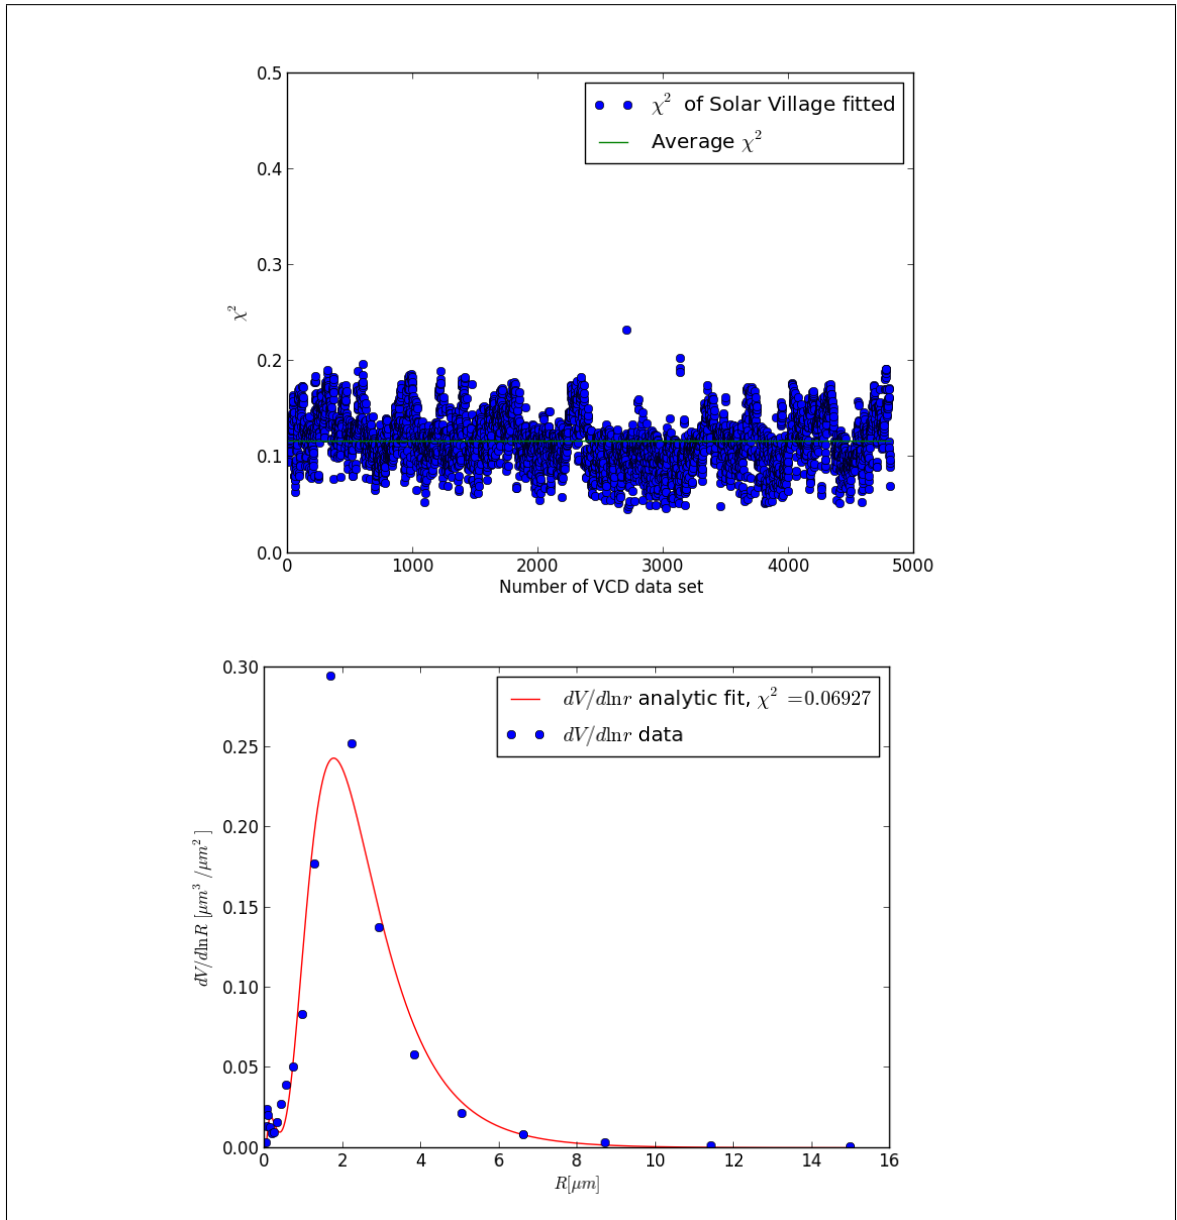 0.5
χ² of Solar Village fitted
Average χ²
0.4
0.3
χ²
0.2
0.1
0.0
0 1000 2000 3000 4000 5000
Number of VCD data set
0.30
dV/dlnr analytic fit, χ² =0.06927
dV/dlnr data
0.25
0.20
dV/dlnR [μm³/μm²]
0.15
0.10
0.05
0.00
0 2 4 6 8 10 12 14 16
R[μm]